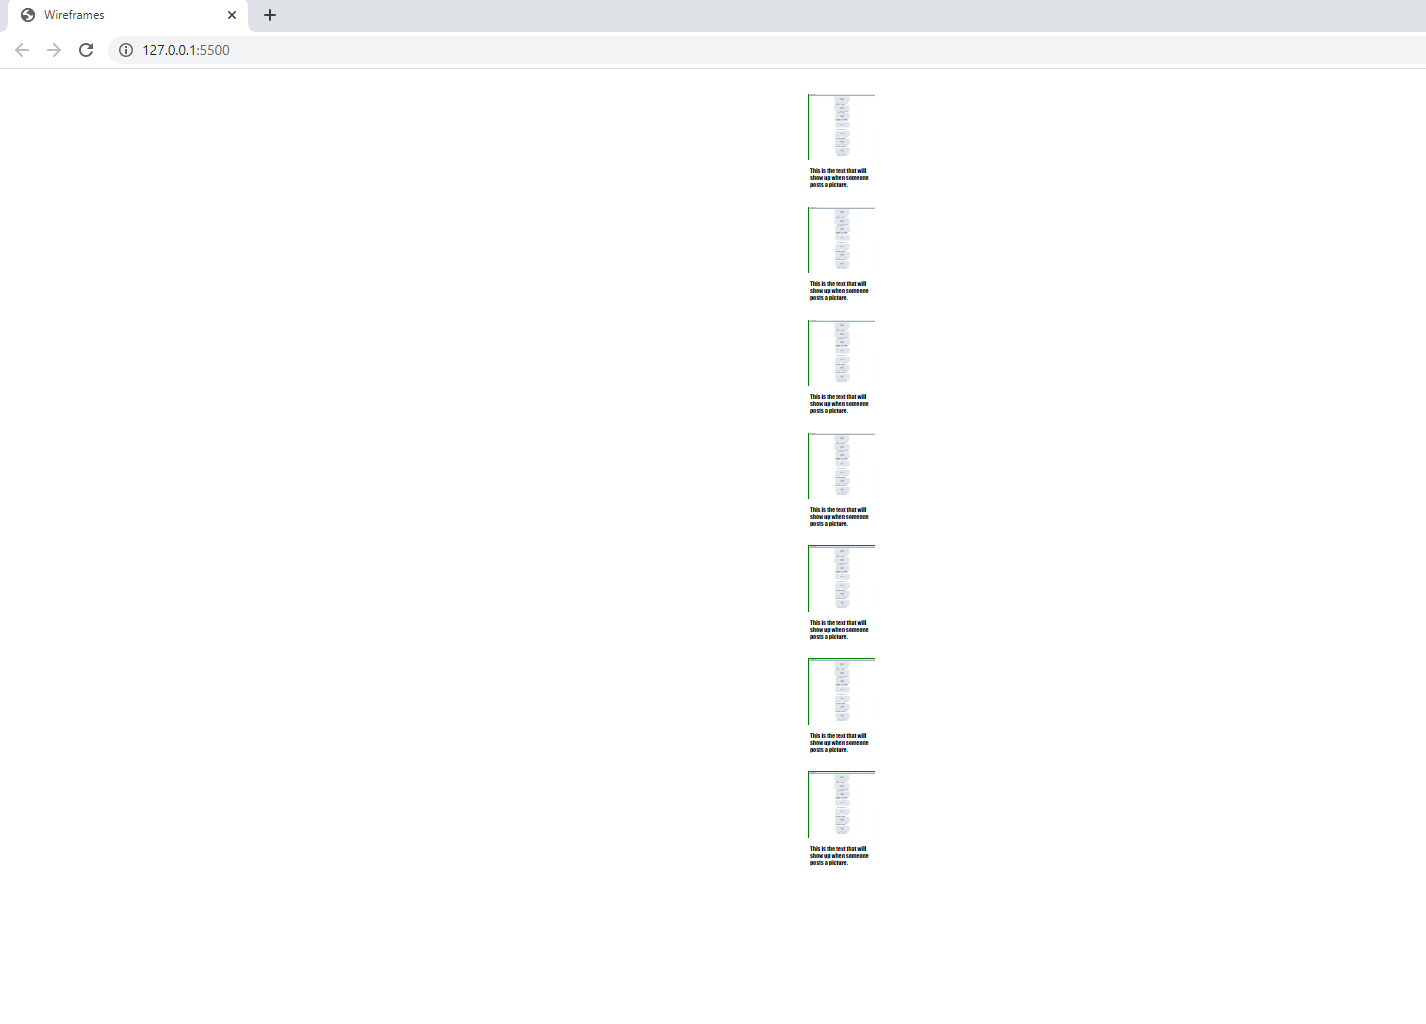 Wireframes
127.0.0.1:5500
This is the text that will
show up when someone
posts a picture.
This is the text that will
show up when someone
posts a picture.
This is the text that will
show up when someone
posts a picture.
This is the text that will
show up when someone
posts a picture.
This is the text that will
show up when someone
posts a picture.
This is the text that will
show up when someone
posts a picture.
This is the text that will
show up when someone
posts a picture.